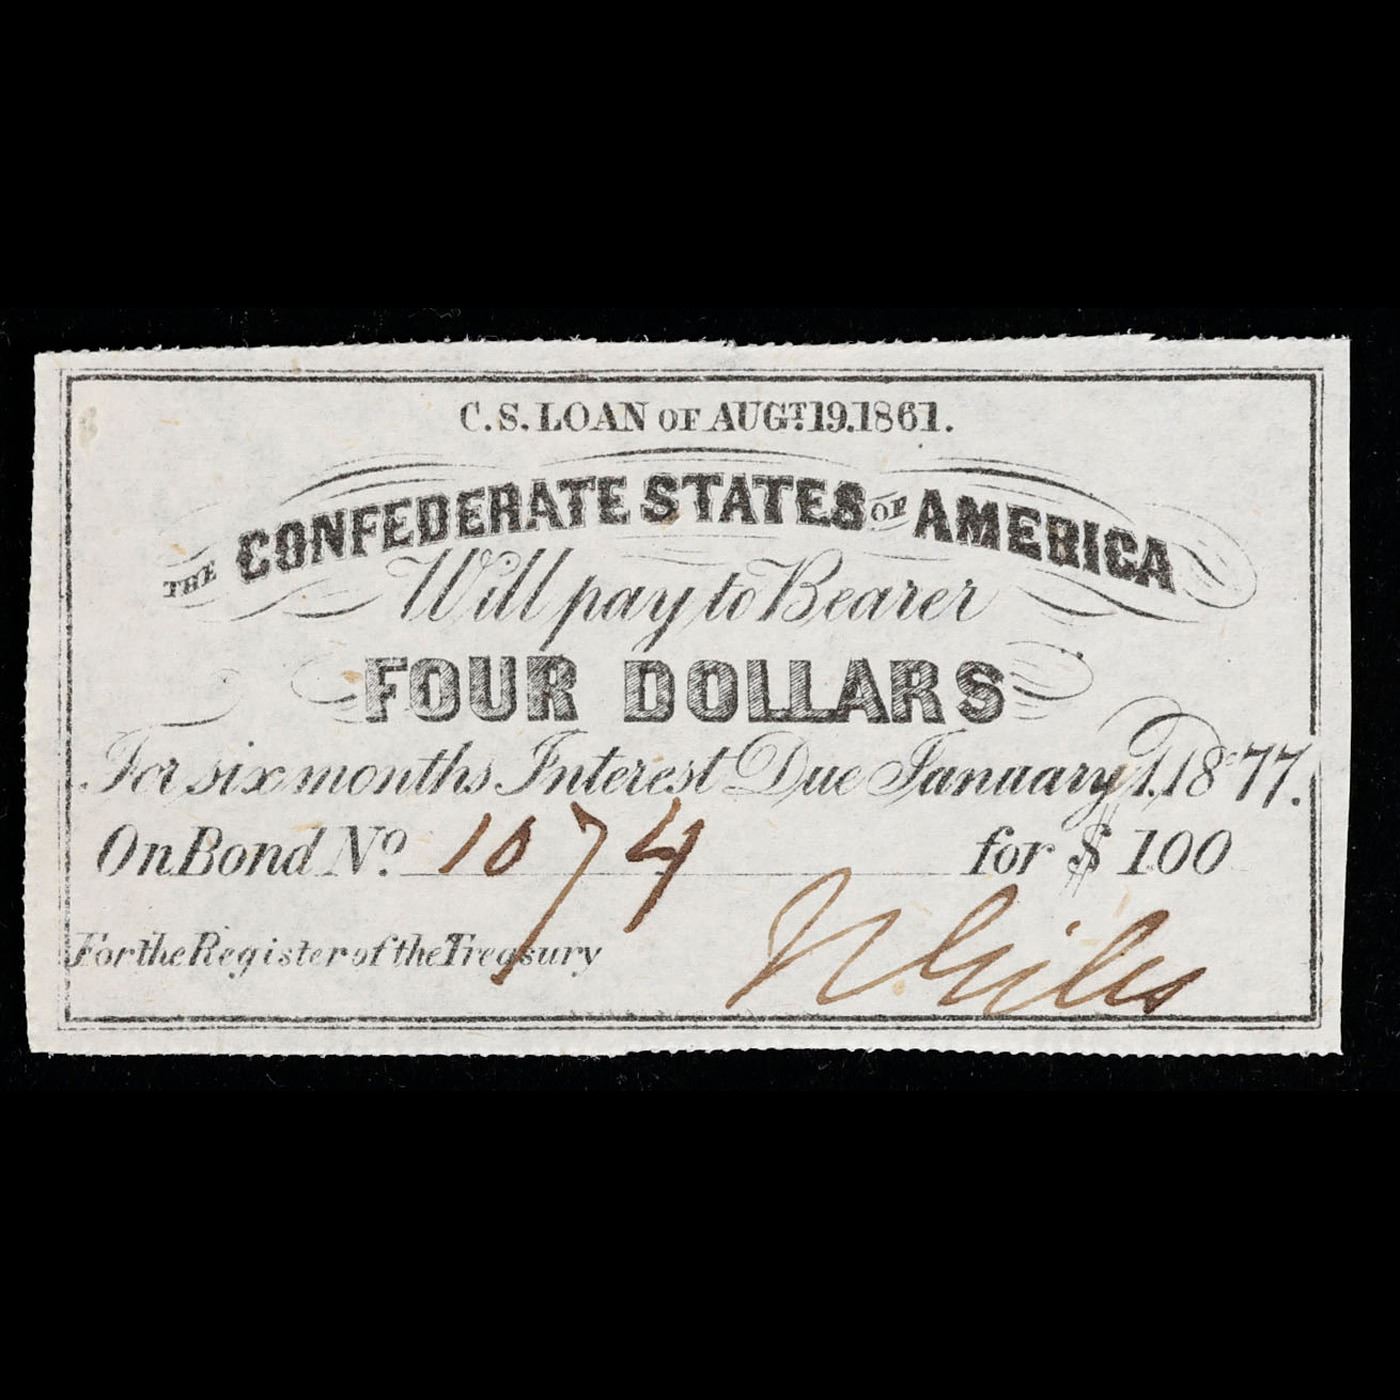 C. S. LOAN OF AUGT. 19. 1861.
THE CONFEDERATE STATES OF AMERICA
Will pay to Bearer
FOUR DOLLARS
For six months Interest Due January 1, 1877.
On Bond No. 1074 for $ 100
For the Register of the Treasury